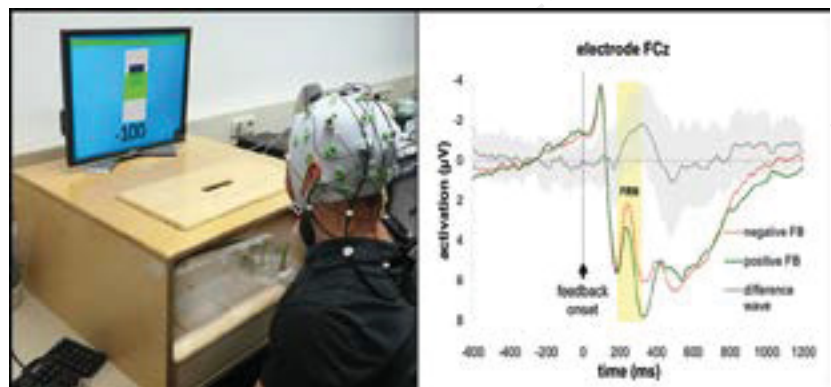 -100
electrode FCz
-4
-2
0
2
4
6
8
activation (µV)
FRN
negative FB
positive FB
difference
wave
feedback
onset
-600 -400 -200 0 200 400 600 800 1000 1200
time (ms)